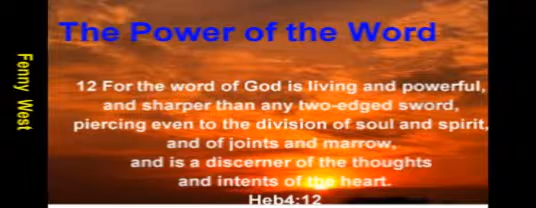 The Power of the Word
12 For the word of God is living and powerful,
and sharper than any two-edged sword,
piercing even to the division of soul and spirit,
and of joints and marrow,
and is a discerner of the thoughts
and intents of the heart.
Heb4:12
Fenny West